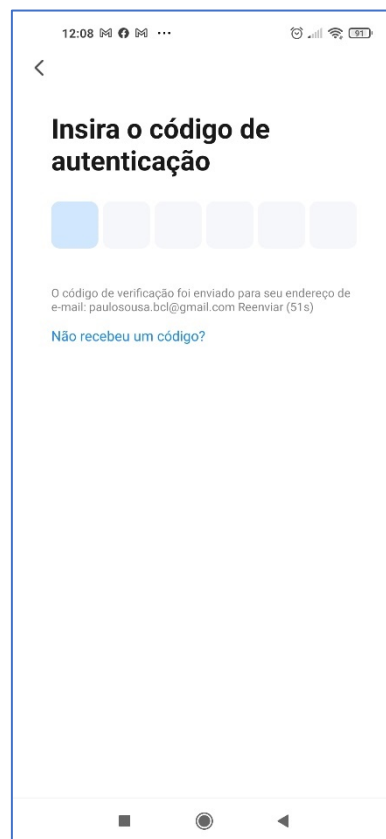 12:08
91
Insira o código de
autenticação
O código de verificação foi enviado para seu endereço de
e-mail: paulosousa.bcl@gmail.com Reenviar (51s)
Não recebeu um código?